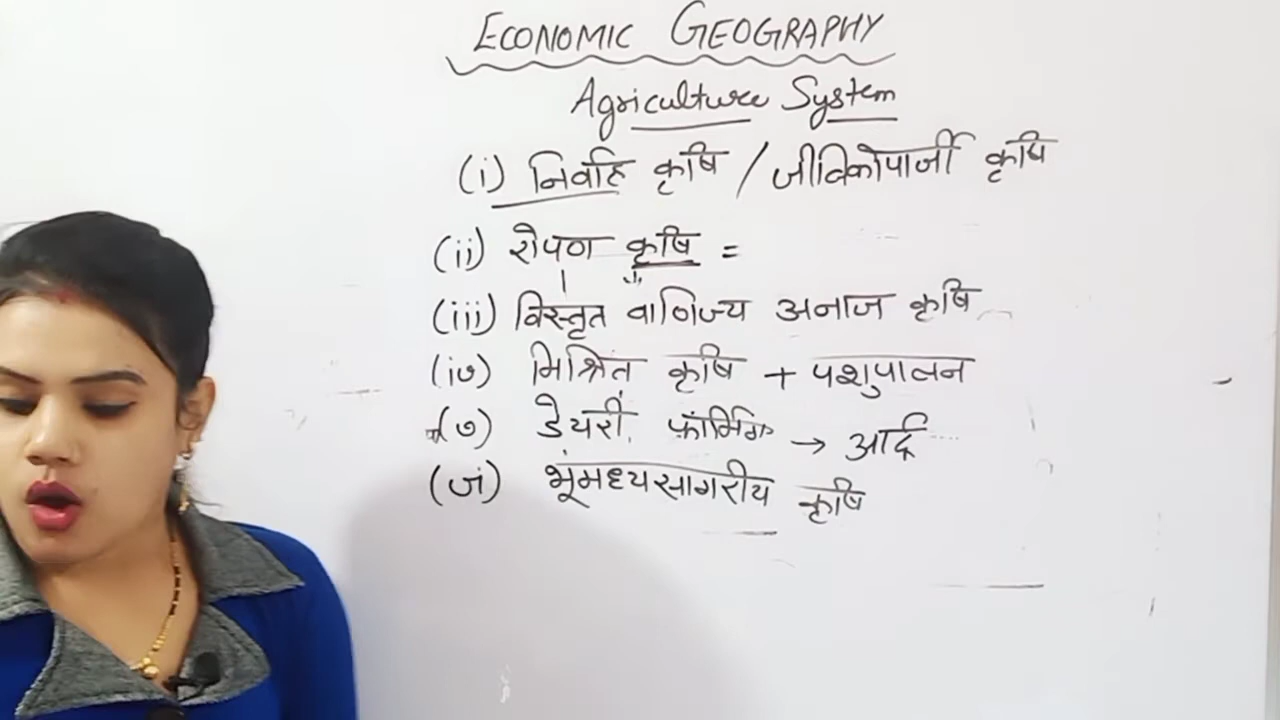 ECONOMIC GEOGRAPHY
Agriculture System
(i) निर्वाह कृषि / जीविकोपार्जी कृषि
(ii) रोपण कृषि =
(iii) विस्तृत वाणिज्य अनाज कृषि
(iv) मिश्रित कृषि + पशुपालन
(v) डेयरी फार्मिंग → आर्द्र
(vi) भूमध्यसागरीय कृषि